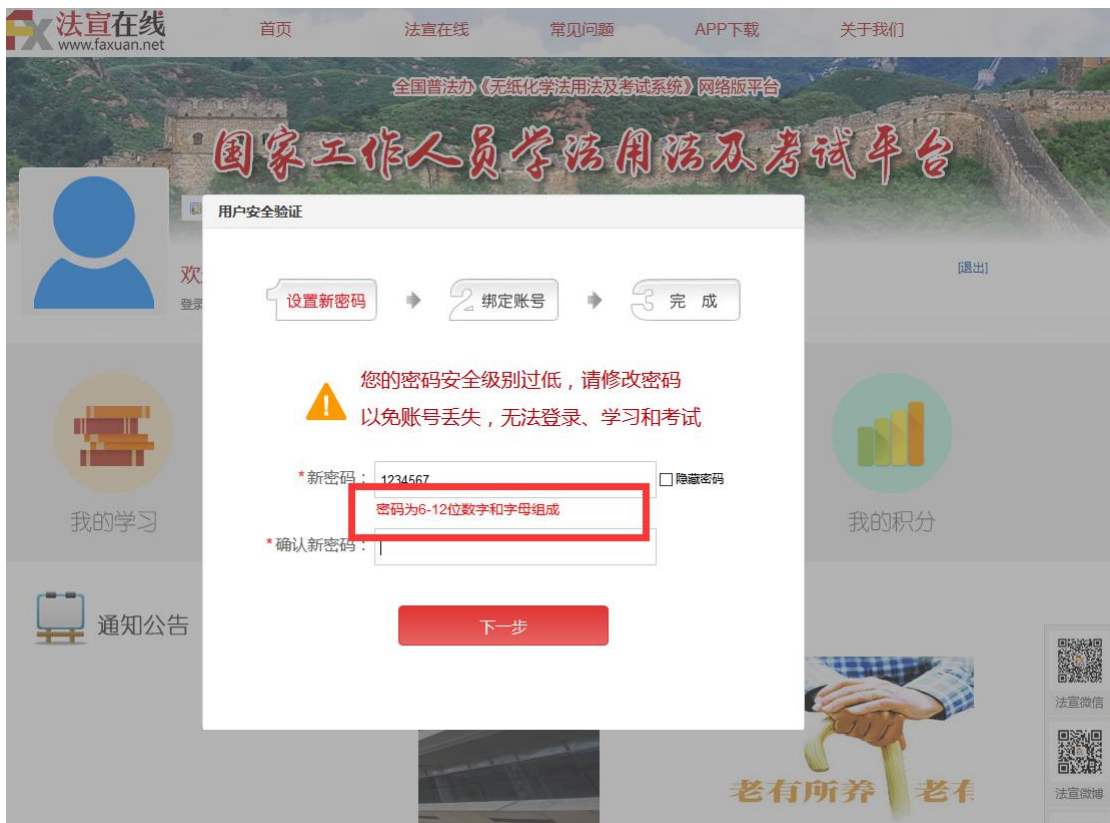 法宣在线
www.faxuan.net
首页
法宣在线
常见问题
APP下载
关于我们
全国普法办《无纸化学法用法及考试系统》网络版平台
国家工作人员学法用法及考试平台
用户安全验证
欢
登录
[退出]
1 设置新密码
2 绑定账号
3 完 成
您的密码安全级别过低，请修改密码
以免账号丢失，无法登录、学习和考试
*新密码：
1234567
隐藏密码
密码为6-12位数字和字母组成
*确认新密码：
下一步
我的学习
我的积分
通知公告
老有所养 老有
法宣微信
法宣微博